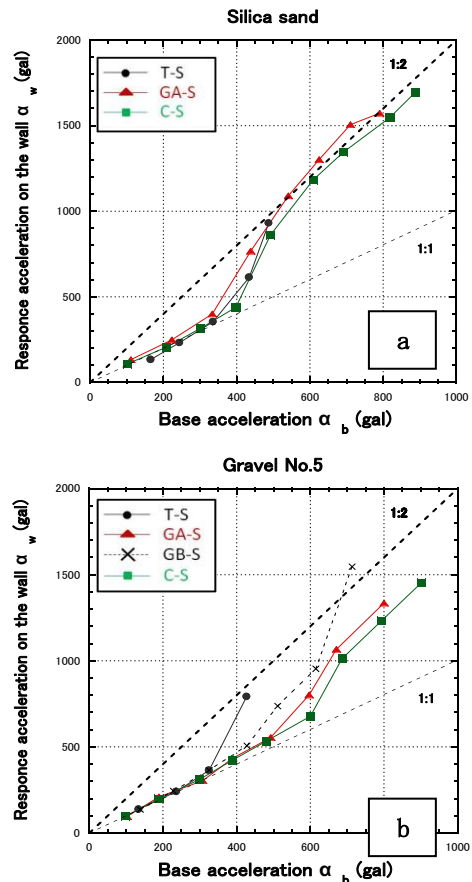 Silica sand
Responce acceleration on the wall α w (gal)
2000
1500
1000
500
0
T-S
GA-S
C-S
1:2
1:1
a
0 200 400 600 800 1000
Base acceleration α b (gal)
Gravel No.5
Responce acceleration on the wall α w (gal)
2000
1500
1000
500
0
T-S
GA-S
GB-S
C-S
1:2
1:1
b
0 200 400 600 800 1000
Base acceleration α b (gal)